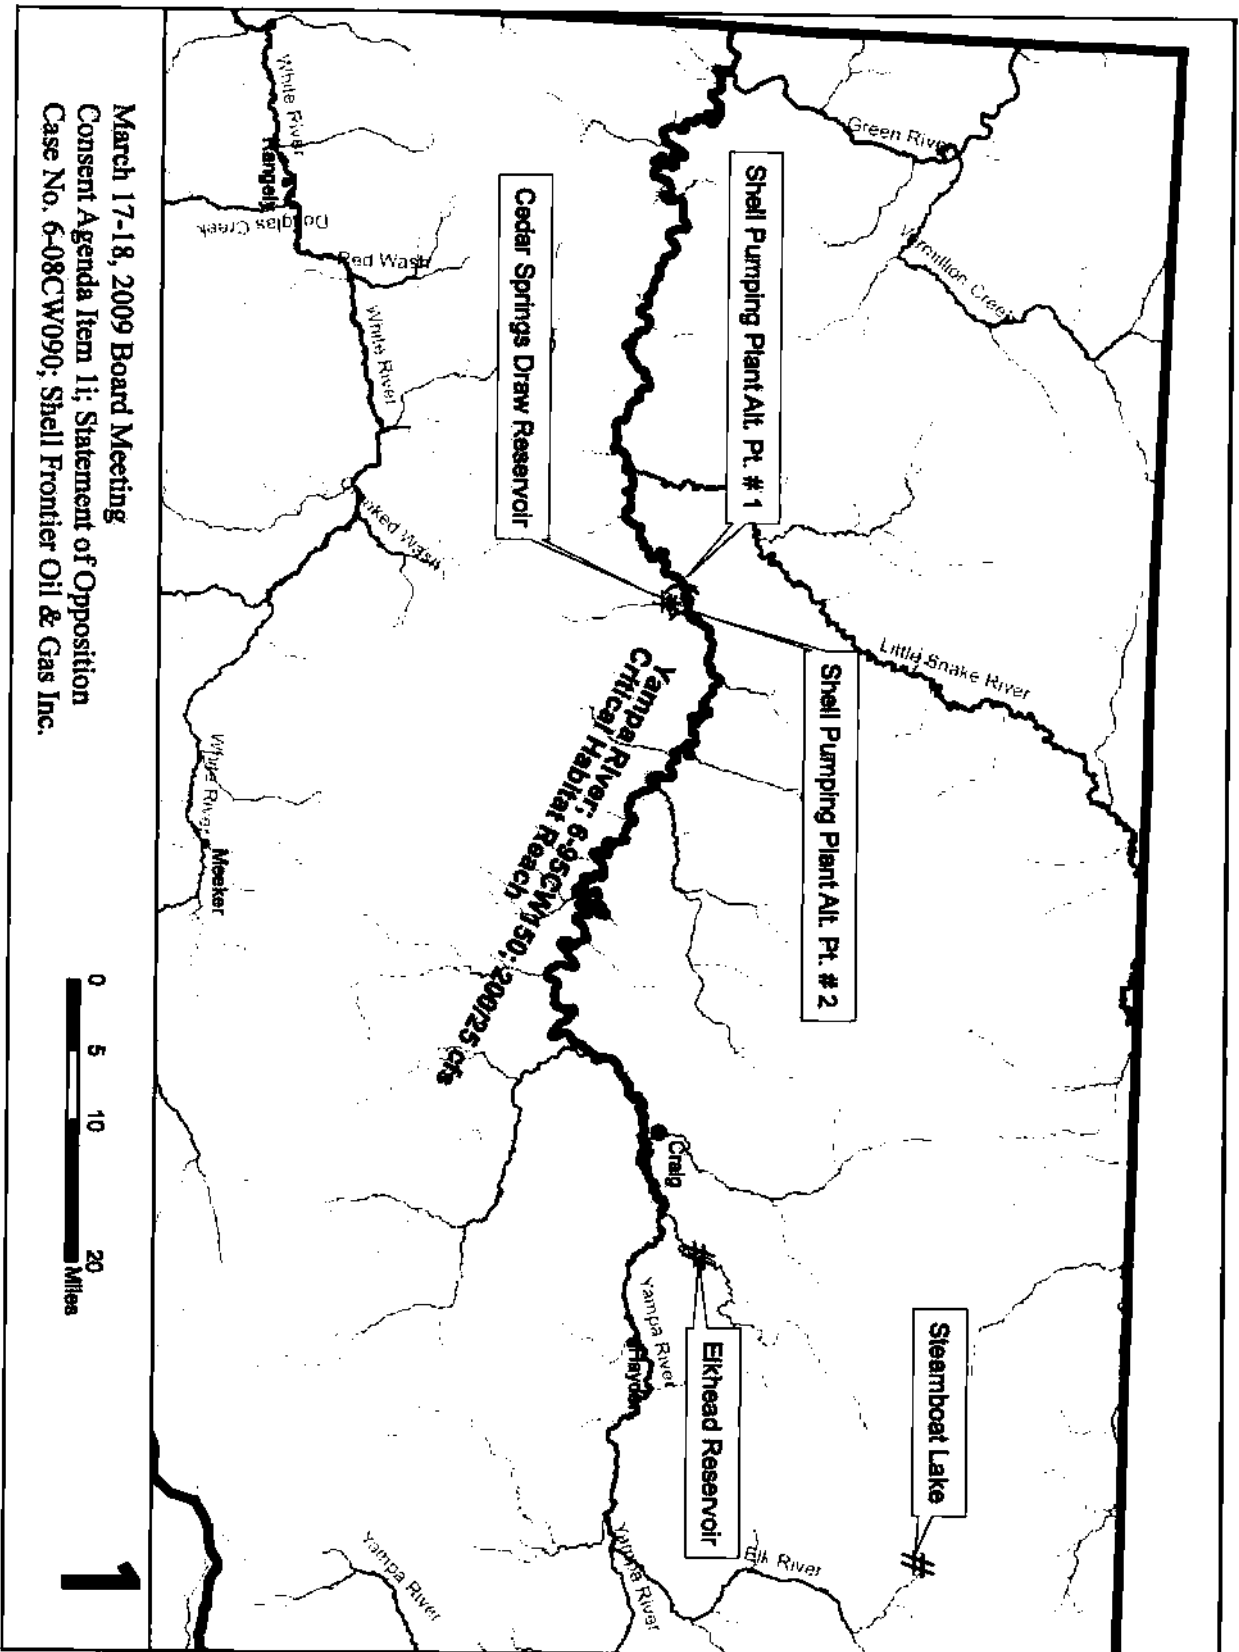 Green River
Vermillion Creek
Little Snake River
Steamboat Lake
Elk River
Shell Pumping Plant Alt. Pt. # 1
Shell Pumping Plant Alt. Pt. # 2
Elkhead Reservoir
Craig
Yampa River
Hayden
Yampa River
Cedar Springs Draw Reservoir
Yampa River; 6-95CW150; 200/25 cfs
Critical Habitat Reach
Yampa River
White River
Rangely
Douglas Creek
Red Wash
White River
Crooked Wash
White River
Meeker
March 17-18, 2009 Board Meeting
Consent Agenda Item 1i; Statement of Opposition
Case No. 6-08CW090; Shell Frontier Oil & Gas Inc.
0 5 10 20
Miles
1